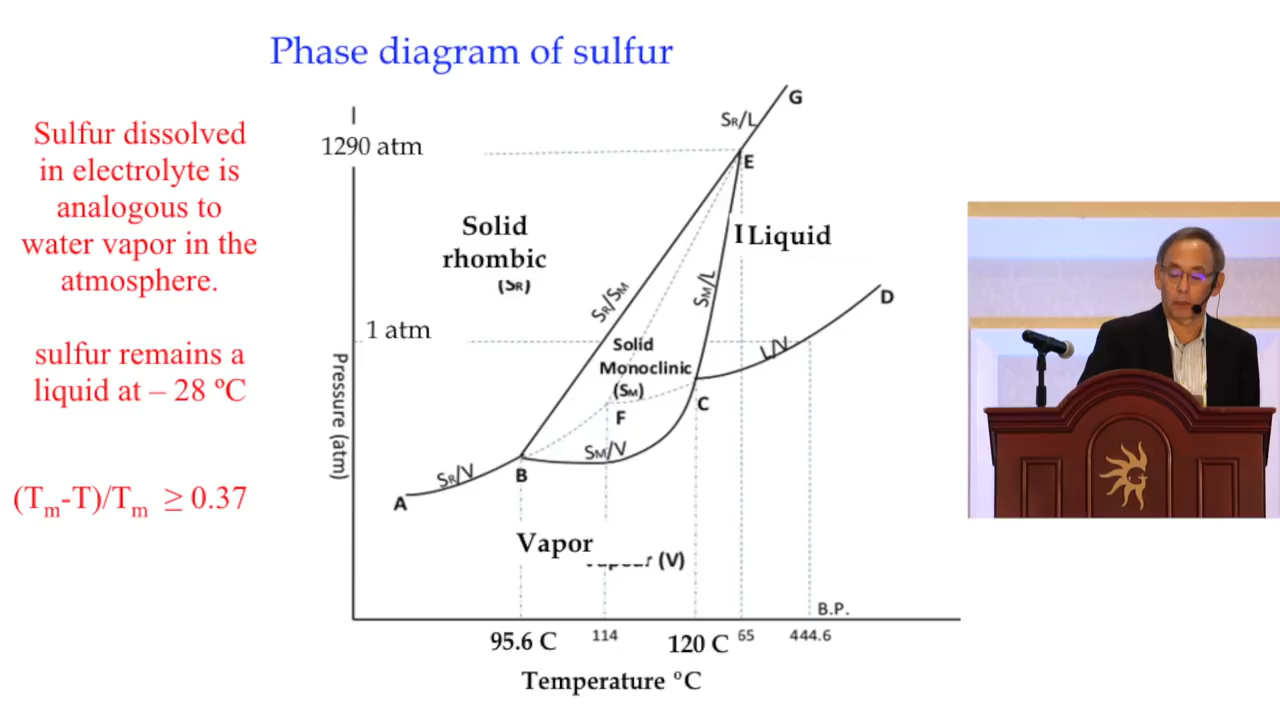 Phase diagram of sulfur
Sulfur dissolved
in electrolyte is
analogous to
water vapor in the
atmosphere.
sulfur remains a
liquid at – 28 ºC
(Tm-T)/Tm ≥ 0.37
G
SR/L
1290 atm
E
Solid
rhombic
(SR)
Liquid
SR/SM
SM/L
D
1 atm
L/V
Solid
Monoclinic
(SM)
C
F
Pressure (atm)
SM/V
SR/V
B
A
Vapor
(V)
B.P.
95.6 C
114
120 C
65
444.6
Temperature ºC